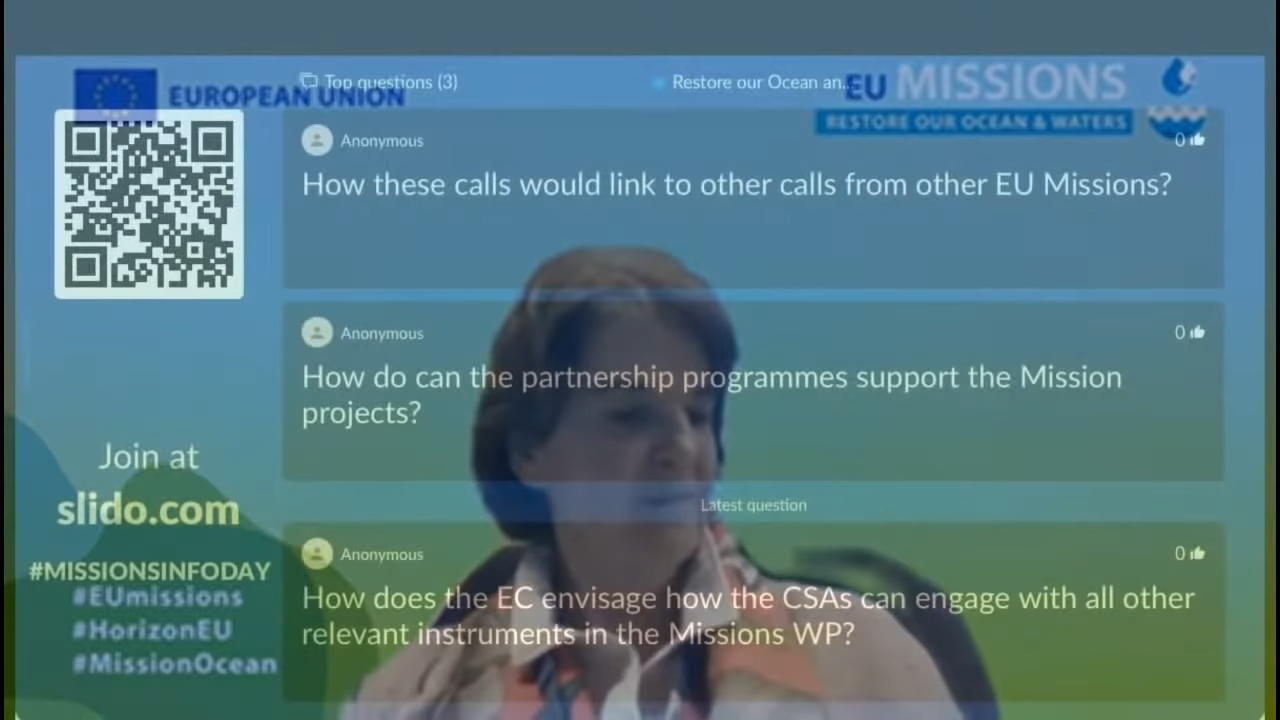 EUROPEAN UNION
Top questions (3)
Restore our Ocean an...
EU MISSIONS
RESTORE OUR OCEAN & WATERS
Anonymous
0
How these calls would link to other calls from other EU Missions?
Anonymous
0
How do can the partnership programmes support the Mission
projects?
Join at
slido.com
#MISSIONSINFODAY
#EUmissions
#HorizonEU
#MissionOcean
Latest question
Anonymous
0
How does the EC envisage how the CSAs can engage with all other
relevant instruments in the Missions WP?